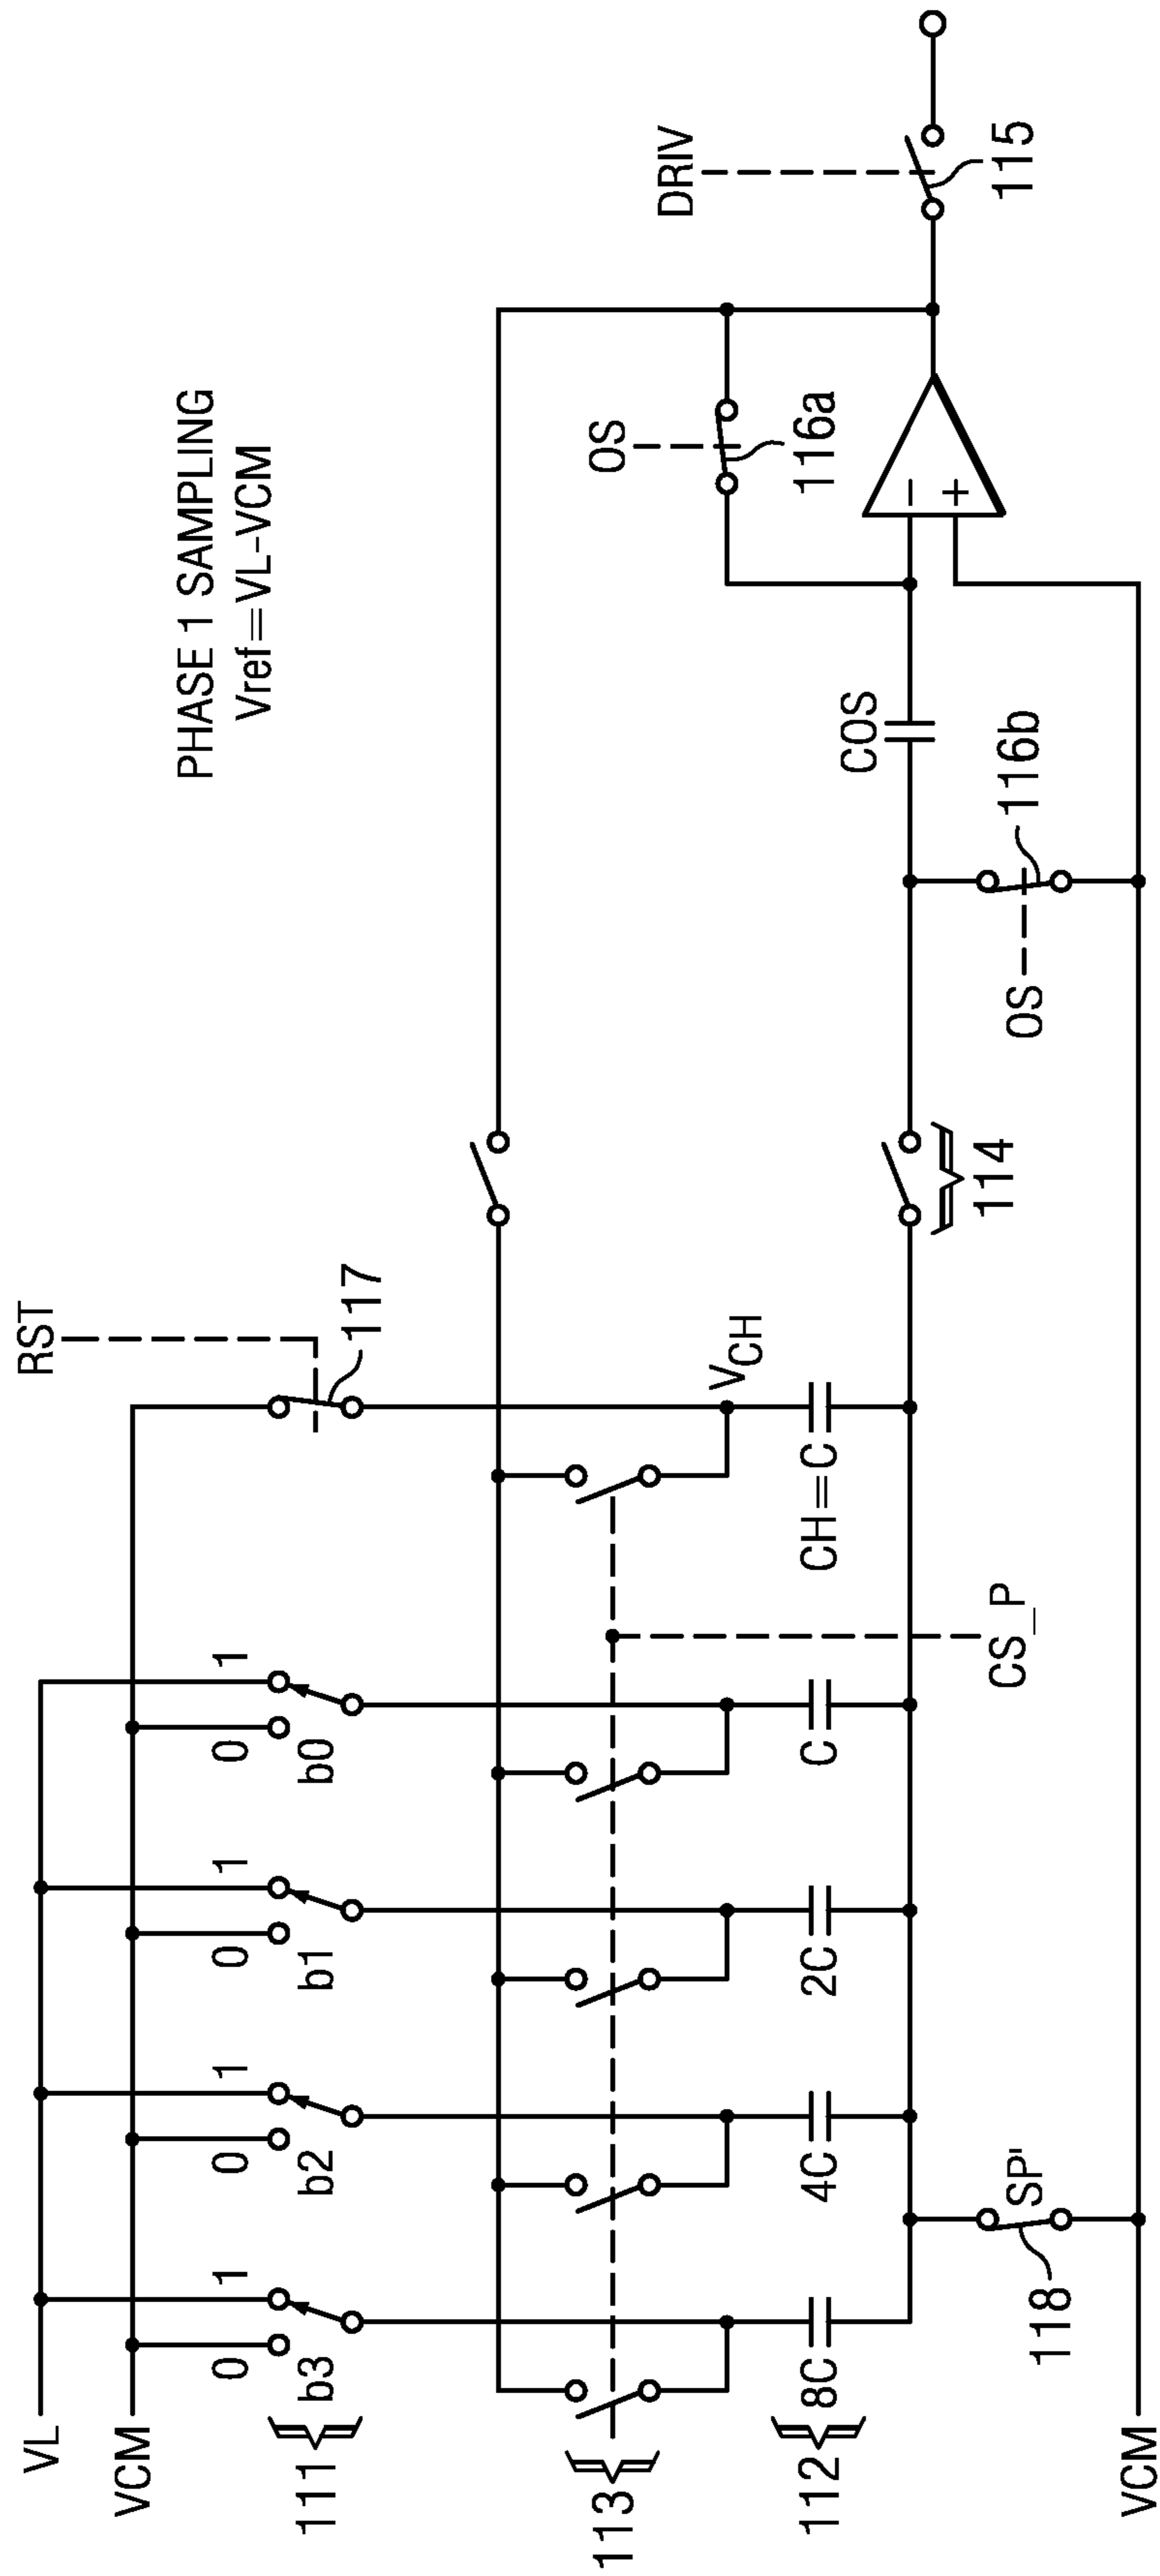 PHASE 1 SAMPLING
Vref=VL-VCM
VL
VCM
RST
117
0 1
b3
0 1
b2
0 1
b1
0 1
b0
111
113
CS_P
VCH
112
8C
4C
2C
C
CH=C
114
118
SP'
OS
116b
COS
OS
116a
- +
DRIV
115
VCM